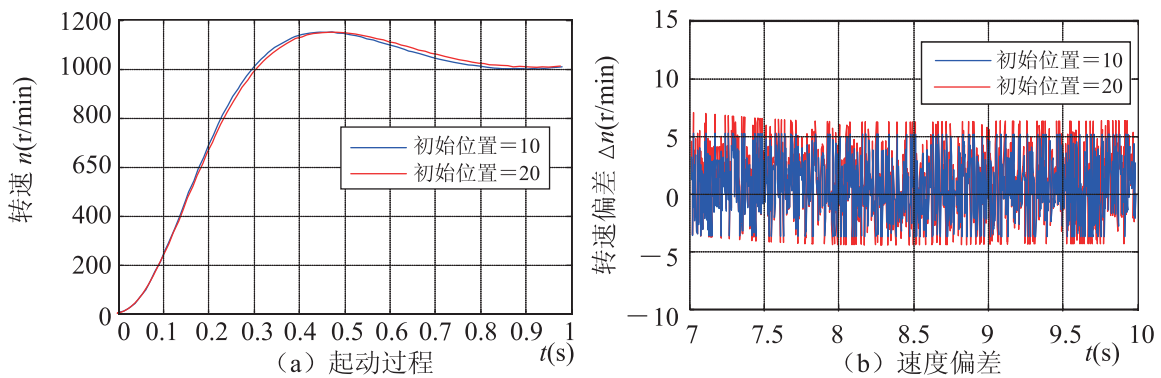 1200
1000
800
650
400
200
0
转速 n(r/min)
初始位置＝10
初始位置＝20
0 0.1 0.2 0.3 0.4 0.5 0.6 0.7 0.8 0.9 1
t(s)
（a）起动过程
15
10
5
0
－5
－10
转速偏差 △n(r/min)
初始位置＝10
初始位置＝20
7 7.5 8 8.5 9 9.5 10
t(s)
（b）速度偏差